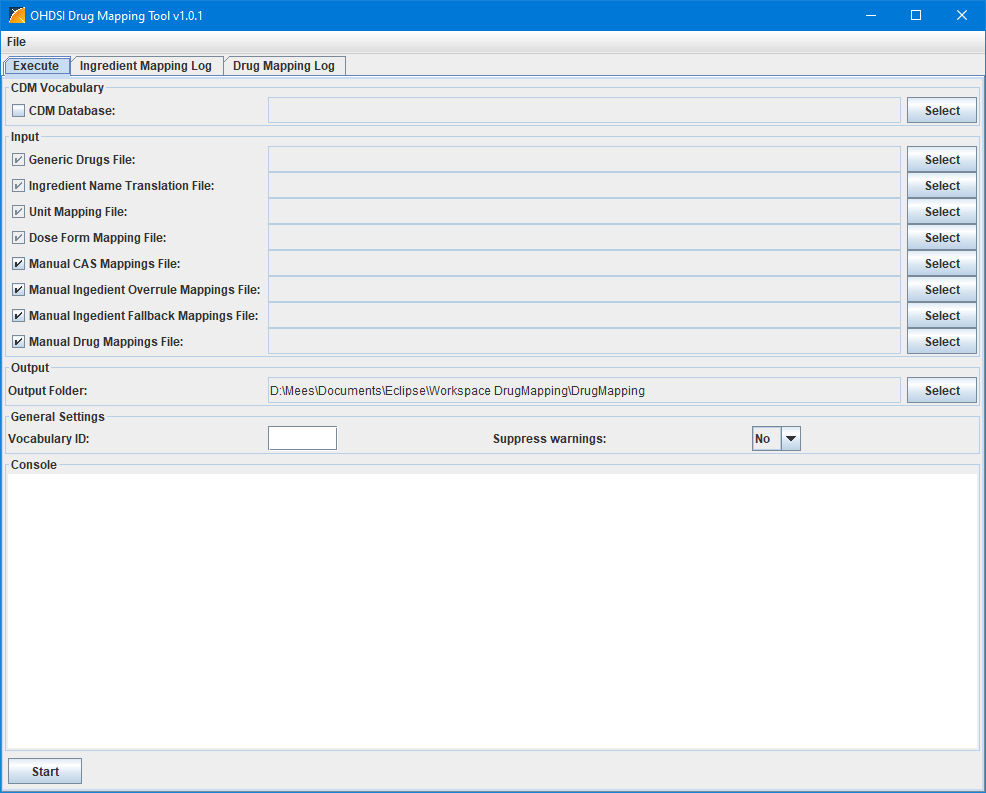 OHDSI Drug Mapping Tool v1.0.1
File
Execute Ingredient Mapping Log Drug Mapping Log
CDM Vocabulary
CDM Database: Select
Input
Generic Drugs File: Select
Ingredient Name Translation File: Select
Unit Mapping File: Select
Dose Form Mapping File: Select
Manual CAS Mappings File: Select
Manual Ingedient Overrule Mappings File: Select
Manual Ingedient Fallback Mappings File: Select
Manual Drug Mappings File: Select
Output
Output Folder: D:\Mees\Documents\Eclipse\Workspace DrugMapping\DrugMapping Select
General Settings
Vocabulary ID: Suppress warnings: No
Console
Start